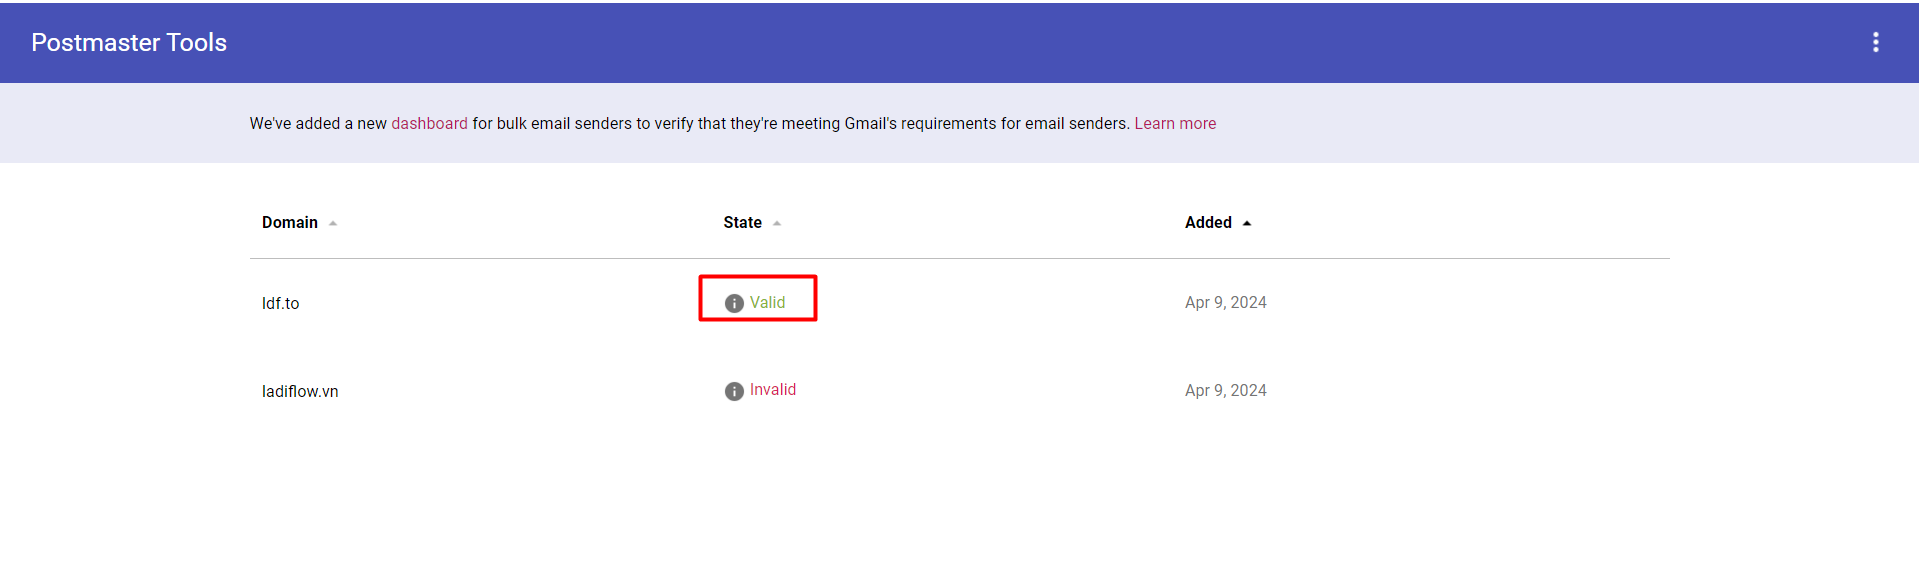 Postmaster Tools
We've added a new dashboard for bulk email senders to verify that they're meeting Gmail's requirements for email senders. Learn more
Domain State Added
ldf.to Valid Apr 9, 2024
ladiflow.vn Invalid Apr 9, 2024